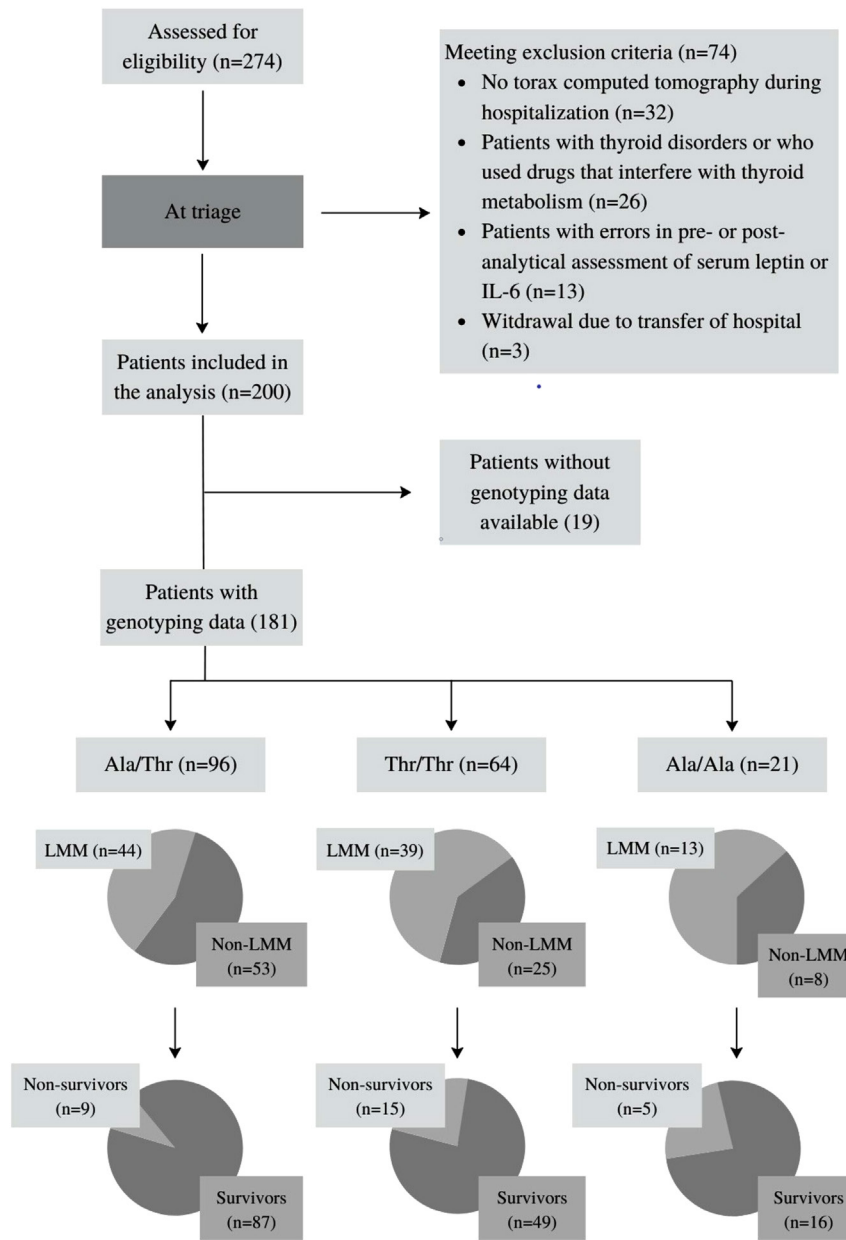 Assessed for
eligibility (n=274)
Meeting exclusion criteria (n=74)
• No torax computed tomography during
hospitalization (n=32)
• Patients with thyroid disorders or who
used drugs that interfere with thyroid
metabolism (n=26)
• Patients with errors in pre- or post-
analytical assessment of serum leptin or
IL-6 (n=13)
• Witdrawal due to transfer of hospital
(n=3)
At triage
Patients included in
the analysis (n=200)
Patients without
genotyping data
available (19)
Patients with
genotyping data (181)
Ala/Thr (n=96)
Thr/Thr (n=64)
Ala/Ala (n=21)
LMM (n=44)
Non-LMM
(n=53)
LMM (n=39)
Non-LMM
(n=25)
LMM (n=13)
Non-LMM
(n=8)
Non-survivors
(n=9)
Survivors
(n=87)
Non-survivors
(n=15)
Survivors
(n=49)
Non-survivors
(n=5)
Survivors
(n=16)